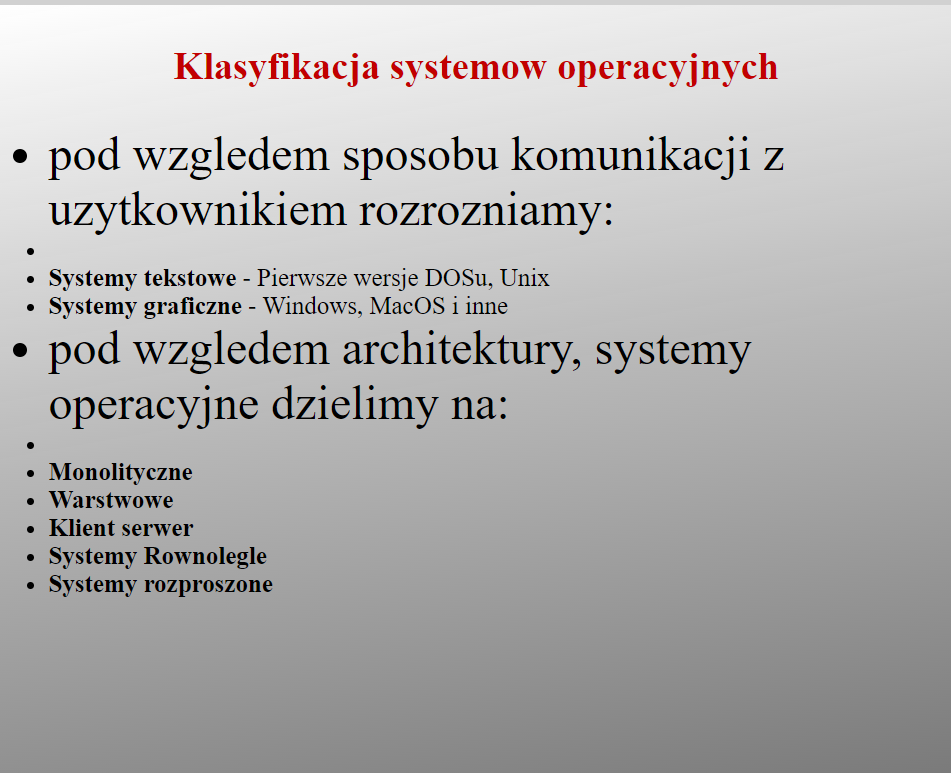 Klasyfikacja systemow operacyjnych
• pod wzgledem sposobu komunikacji z
uzytkownikiem rozrozniamy:
•
• Systemy tekstowe - Pierwsze wersje DOSu, Unix
• Systemy graficzne - Windows, MacOS i inne
• pod wzgledem architektury, systemy
operacyjne dzielimy na:
•
• Monolityczne
• Warstwowe
• Klient serwer
• Systemy Rownolegle
• Systemy rozproszone